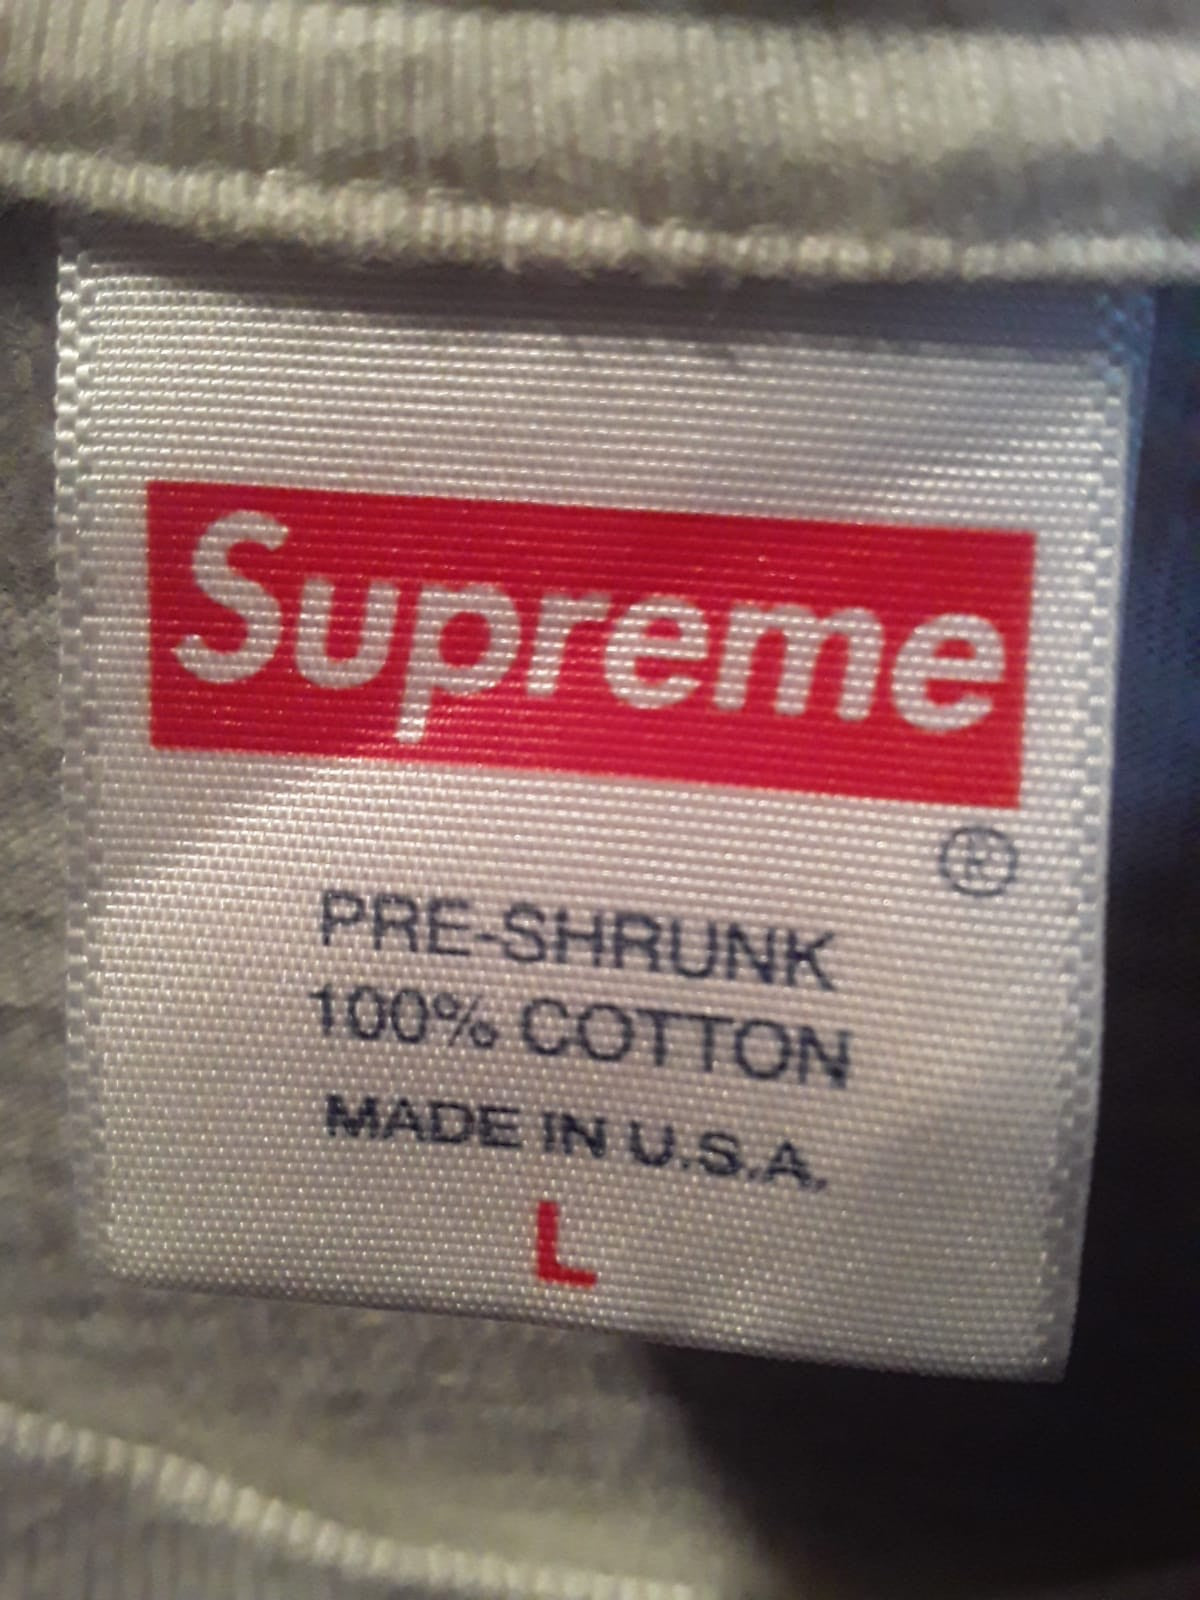 Supreme
®
PRE-SHRUNK
100% COTTON
MADE IN U.S.A.
L